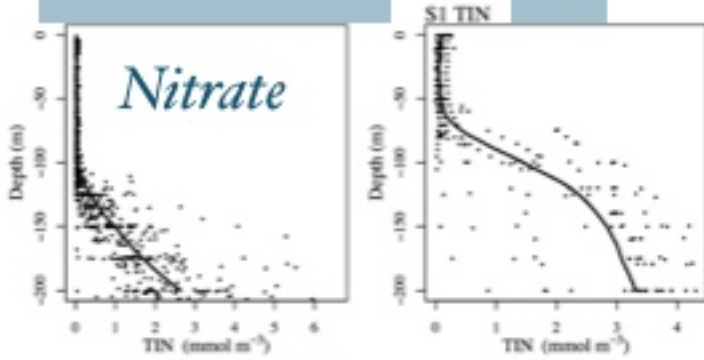 S1 TIN
Nitrate
0
−50
−100
−150
−200
Depth (m)
0 1 2 3 4 5 6
TIN (mmol m⁻³)
0
−50
−100
−150
−200
Depth (m)
0 1 2 3 4
TIN (mmol m⁻³)